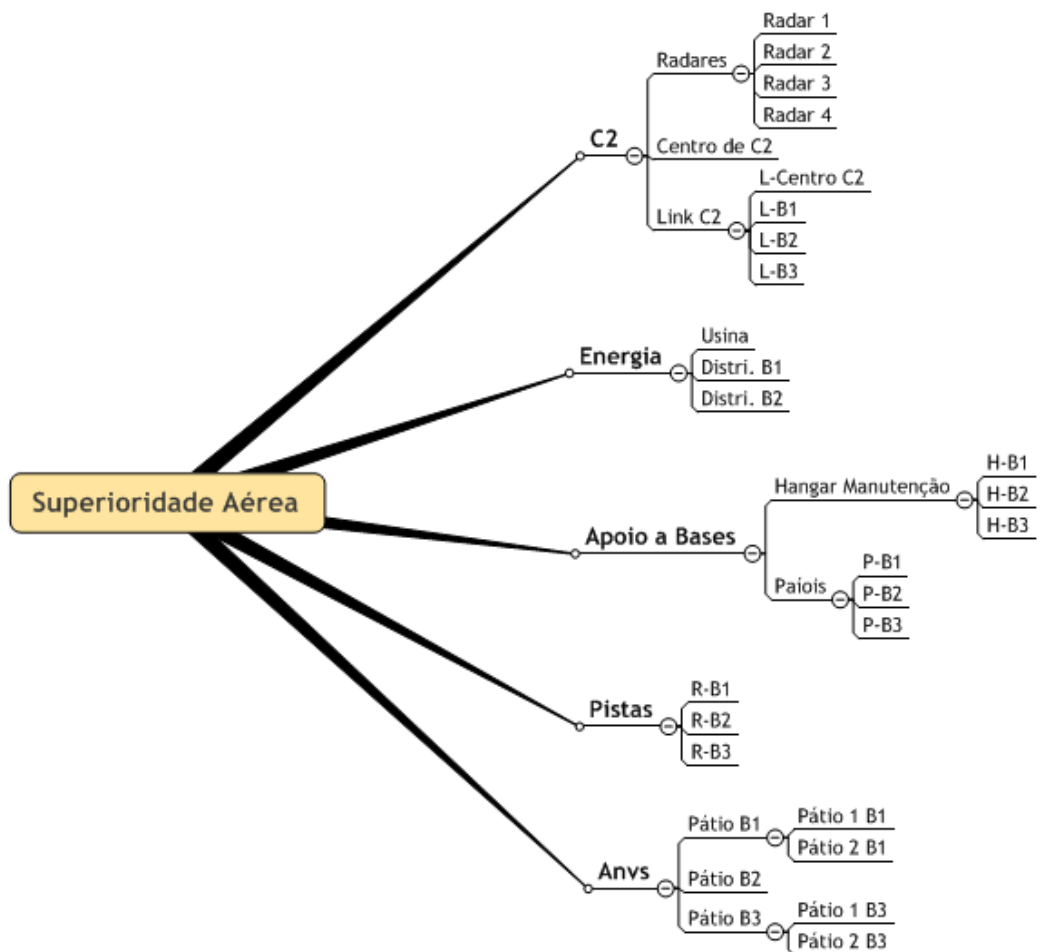 Superioridade Aérea
C2
Radares
Radar 1
Radar 2
Radar 3
Radar 4
Centro de C2
Link C2
L-Centro C2
L-B1
L-B2
L-B3
Energia
Usina
Distri. B1
Distri. B2
Apoio a Bases
Hangar Manutenção
H-B1
H-B2
H-B3
Paíois
P-B1
P-B2
P-B3
Pistas
R-B1
R-B2
R-B3
Anvs
Pátio B1
Pátio 1 B1
Pátio 2 B1
Pátio B2
Pátio B3
Pátio 1 B3
Pátio 2 B3